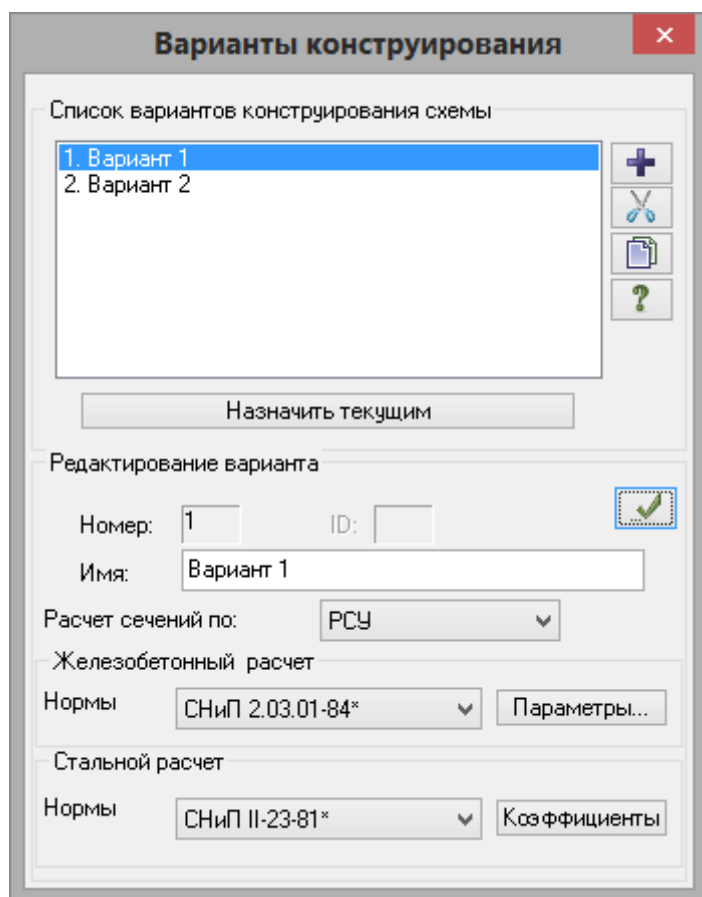 Варианты конструирования
Список вариантов конструирования схемы
1. Вариант 1
2. Вариант 2
Назначить текущим
Редактирование варианта
Номер: 1 ID:
Имя: Вариант 1
Расчет сечений по: РСУ
Железобетонный расчет
Нормы СНиП 2.03.01-84* Параметры...
Стальной расчет
Нормы СНиП II-23-81* Коэффициенты